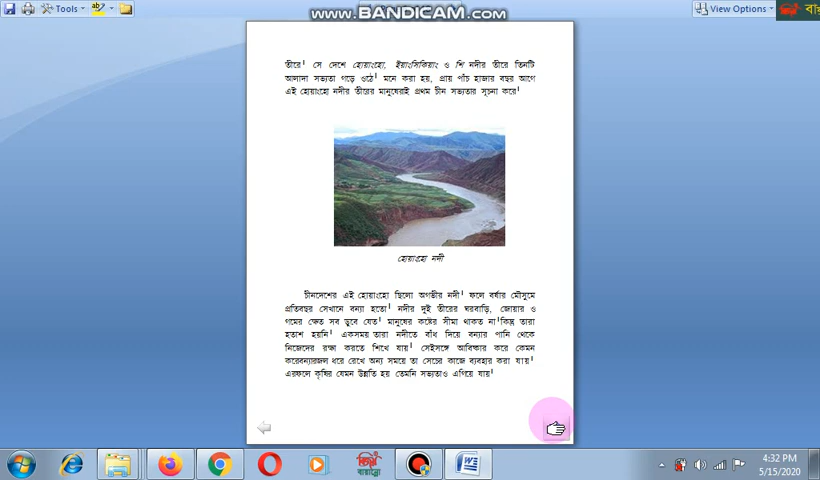 www.BANDICAM.com
Tools
View Options
বায়
তীরে। সে দেশে হোয়াংহো, ইয়াংসিকিয়াং ও শি নদীর তীরে তিনটি
আলাদা সভ্যতা গড়ে ওঠে। মনে করা হয়, প্রায় পাঁচ হাজার বছর আগে
এই হোয়াংহো নদীর তীরের মানুষেরাই প্রথম চীন সভ্যতার সূচনা করে।
হোয়াংহো নদী
চীনদেশের এই হোয়াংহো ছিলো অগভীর নদী। ফলে বর্ষার মৌসুমে
প্রতিবছর সেখানে বন্যা হতো। নদীর দুই তীরের ঘরবাড়ি, জোয়ার ও
গমের ক্ষেত সব ডুবে যেত। মানুষের কষ্টের সীমা থাকত না। কিন্তু তারা
হতাশ হয়নি। একসময় তারা নদীতে বাঁধ দিয়ে বন্যার পানি থেকে
নিজেদের রক্ষা করতে শিখে যায়। সেইসঙ্গে আবিষ্কার করে কেমন
করেবন্যারজল ধরে রেখে অন্য সময়ে তা সেচের কাজে ব্যবহার করা যায়।
এরফলে কৃষির যেমন উন্নতি হয় তেমনি সভ্যতাও এগিয়ে যায়।
বিজয়
বায়ান্নো
4:32 PM
5/15/2020